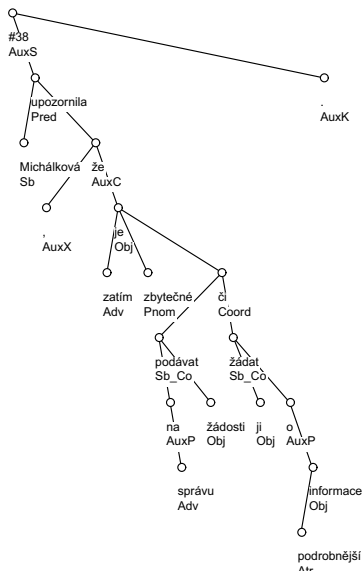 #38
AuxS
upozornila
Pred
.
AuxK
Michálková
Sb
že
AuxC
,
AuxX
je
Obj
zatím
Adv
zbytečné
Pnom
či
Coord
podávat
Sb_Co
žádat
Sb_Co
na
AuxP
žádosti
Obj
ji
Obj
o
AuxP
správu
Adv
informace
Obj
podrobnější
Atr